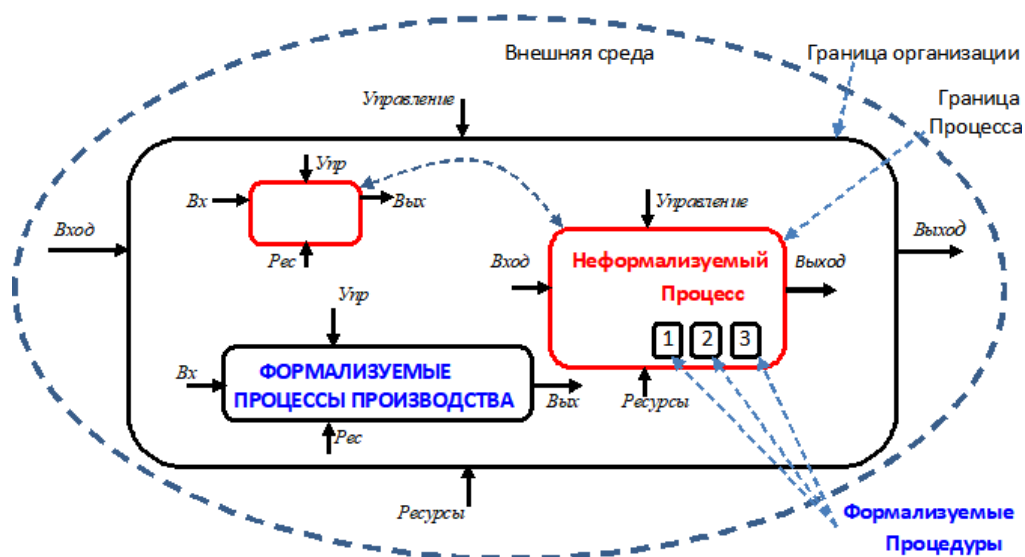 Внешняя среда
Граница организации
Управление
Граница
Процесса
Упр
Вх
Вых
Управление
Вход
Выход
Рес
Вход
Неформализуемый
Процесс
Выход
Упр
1 2 3
Вх
ФОРМАЛИЗУЕМЫЕ
ПРОЦЕССЫ ПРОИЗВОДСТВА
Вых
Ресурсы
Рес
Ресурсы
Формализуемые
Процедуры